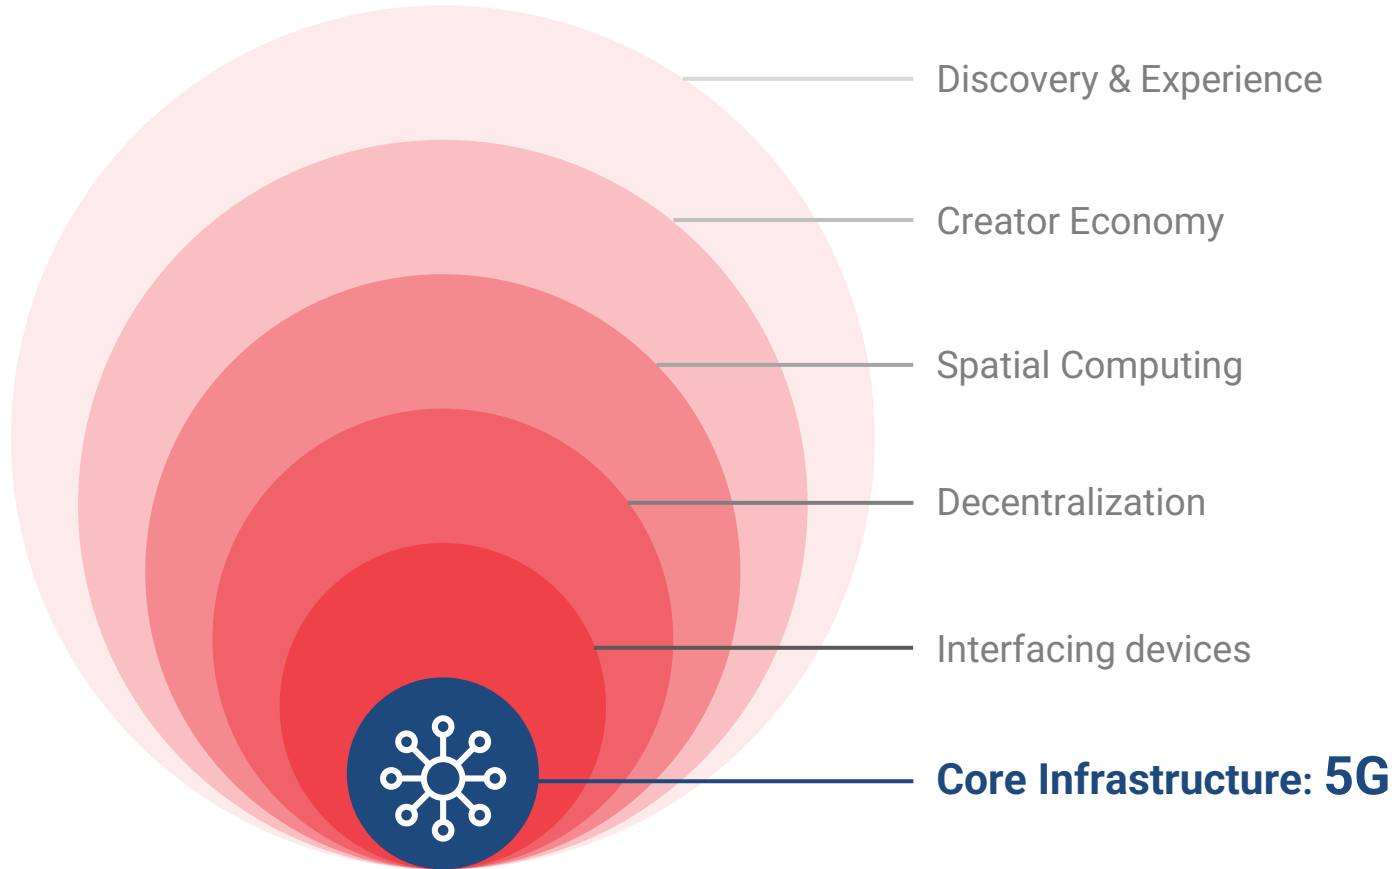 Discovery & Experience
Creator Economy
Spatial Computing
Decentralization
Interfacing devices
Core Infrastructure: 5G